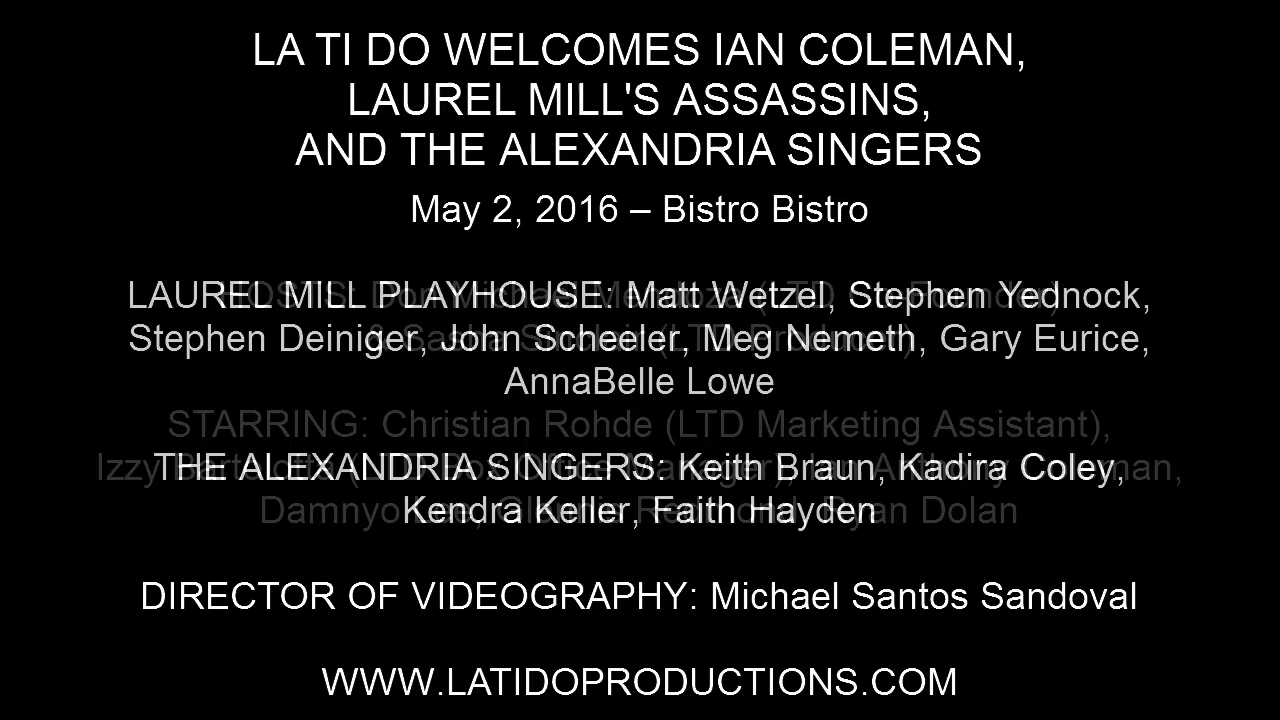 LA TI DO WELCOMES IAN COLEMAN,
LAUREL MILL'S ASSASSINS,
AND THE ALEXANDRIA SINGERS
May 2, 2016 – Bistro Bistro
LAUREL MILL PLAYHOUSE: Matt Wetzel, Stephen Yednock,
Stephen Deiniger, John Scheeler, Meg Nemeth, Gary Eurice,
AnnaBelle Lowe
STARRING: Christian Rohde (LTD Marketing Assistant),
THE ALEXANDRIA SINGERS: Keith Braun, Kadira Coley,
Kendra Keller, Faith Hayden
DIRECTOR OF VIDEOGRAPHY: Michael Santos Sandoval
WWW.LATIDOPRODUCTIONS.COM